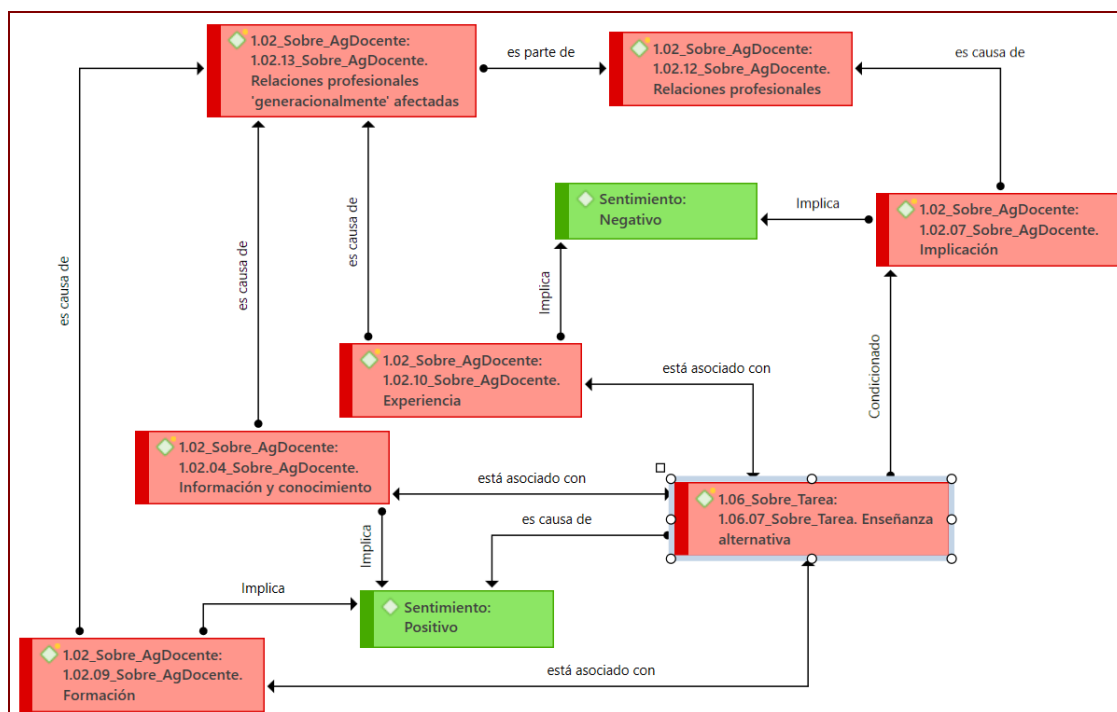 1.02_Sobre_AgDocente:
1.02.13_Sobre_AgDocente.
Relaciones profesionales
'generacionalmente' afectadas
es parte de
1.02_Sobre_AgDocente:
1.02.12_Sobre_AgDocente.
Relaciones profesionales
es causa de
Sentimiento:
Negativo
Implica
1.02_Sobre_AgDocente:
1.02.07_Sobre_AgDocente.
Implicación
es causa de
es causa de
es causa de
Implica
Condicionado
1.02_Sobre_AgDocente:
1.02.10_Sobre_AgDocente.
Experiencia
está asociado con
1.02_Sobre_AgDocente:
1.02.04_Sobre_AgDocente.
Información y conocimiento
está asociado con
1.06_Sobre_Tarea:
1.06.07_Sobre_Tarea. Enseñanza
alternativa
es causa de
Implica
Implica
Sentimiento:
Positivo
1.02_Sobre_AgDocente:
1.02.09_Sobre_AgDocente.
Formación
está asociado con